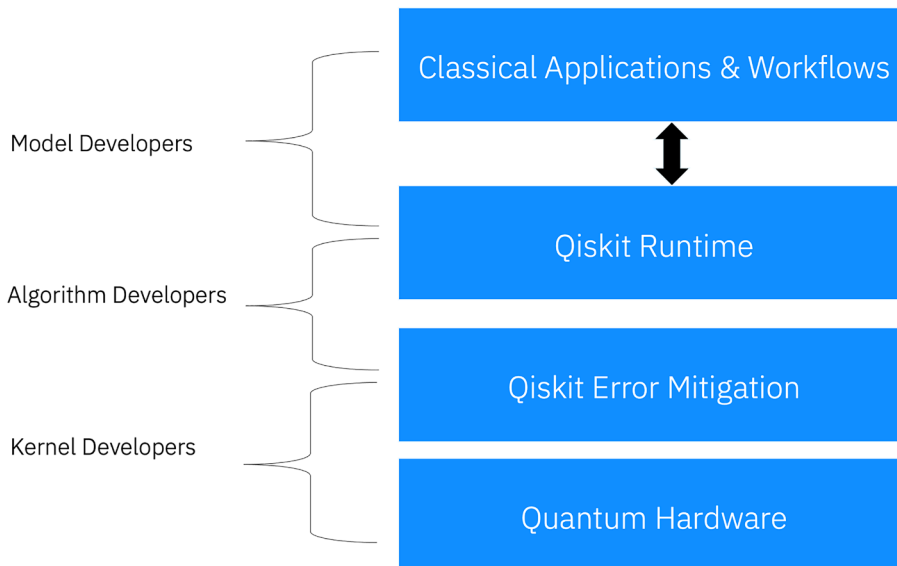 Classical Applications & Workflows
Model Developers
Qiskit Runtime
Algorithm Developers
Qiskit Error Mitigation
Kernel Developers
Quantum Hardware